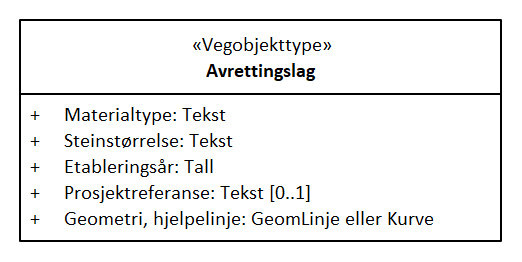 «Vegobjekttype»
Avrettingslag
+ Materialtype: Tekst
+ Steinstørrelse: Tekst
+ Etableringsår: Tall
+ Prosjektreferanse: Tekst [0..1]
+ Geometri, hjelpelinje: GeomLinje eller Kurve